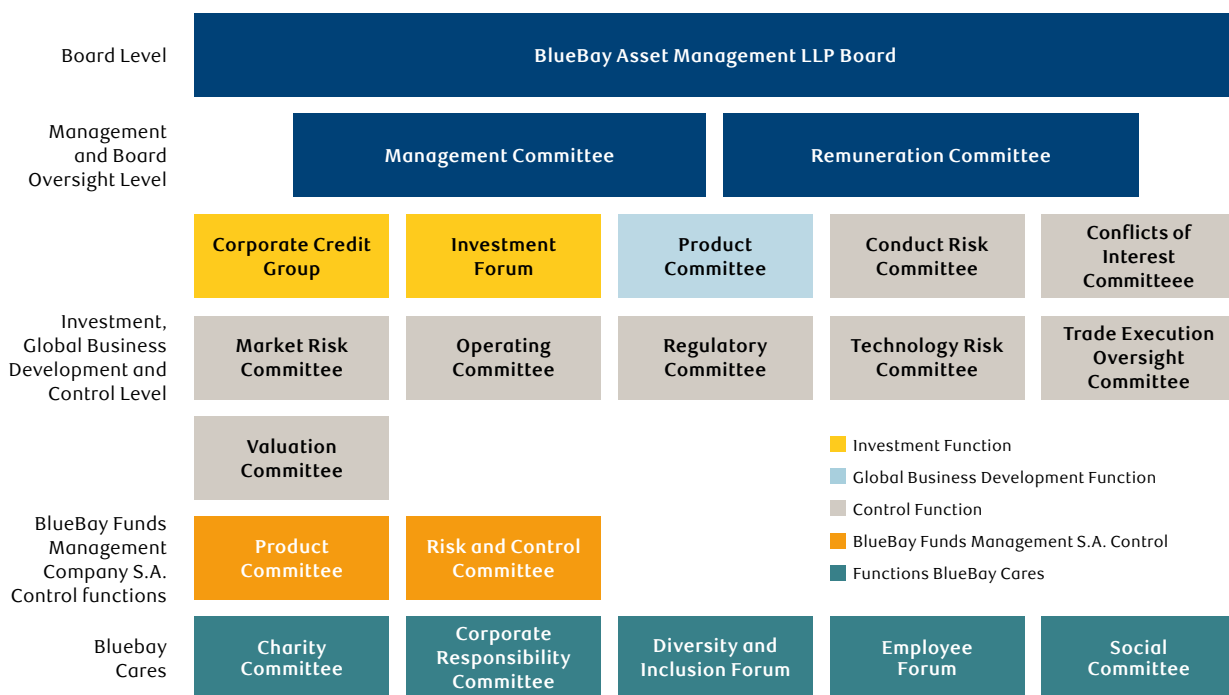 Board Level
BlueBay Asset Management LLP Board
Management
and Board
Oversight Level
Management Committee
Remuneration Committee
Corporate Credit
Group
Investment
Forum
Product
Committee
Conduct Risk
Committee
Conflicts of
Interest
Committeee
Investment,
Global Business
Development and
Control Level
Market Risk
Committee
Operating
Committee
Regulatory
Committee
Technology Risk
Committee
Trade Execution
Oversight
Committee
Valuation
Committee
Investment Function
Global Business Development Function
Control Function
BlueBay Funds Management S.A. Control
Functions BlueBay Cares
BlueBay Funds
Management
Company S.A.
Control functions
Product
Committee
Risk and Control
Committee
Bluebay
Cares
Charity
Committee
Corporate
Responsibility
Committee
Diversity and
Inclusion Forum
Employee
Forum
Social
Committee